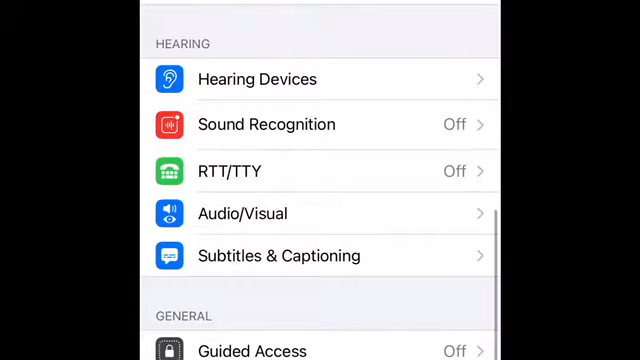 HEARING
Hearing Devices
Sound Recognition Off
RTT/TTY Off
Audio/Visual
Subtitles & Captioning
GENERAL
Guided Access Off